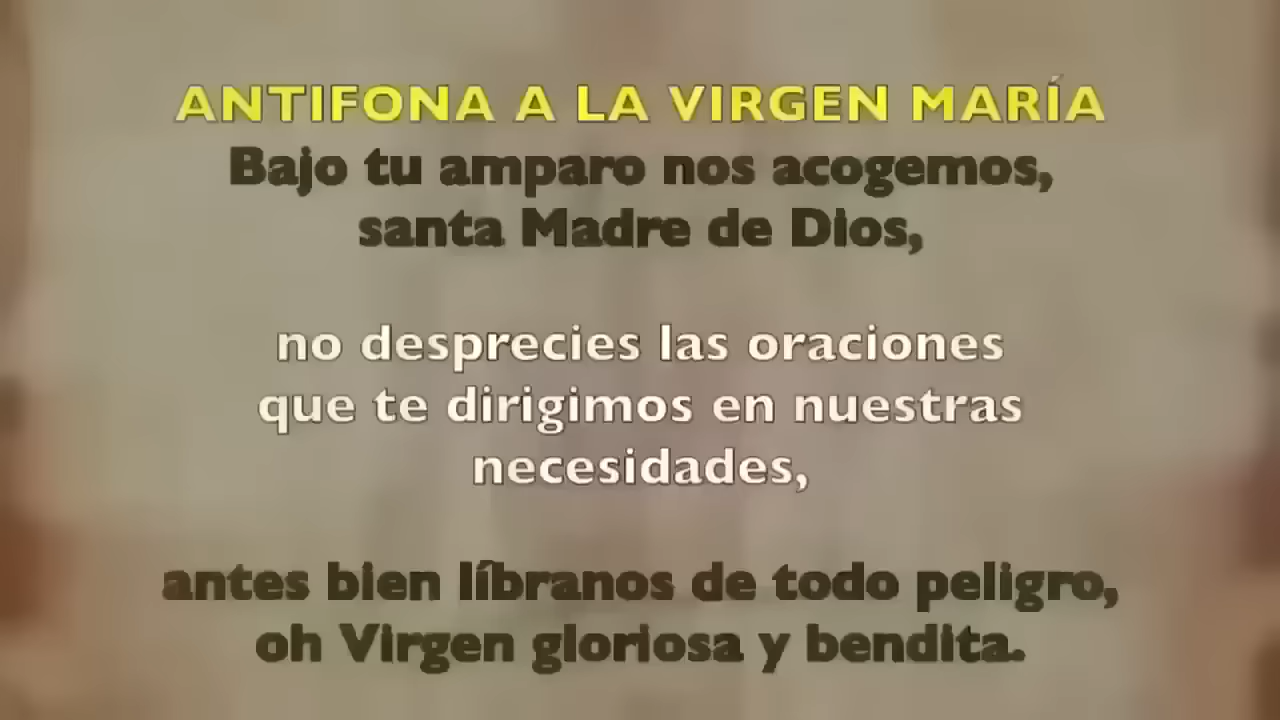 ANTIFONA A LA VIRGEN MARÍA
Bajo tu amparo nos acogemos,
santa Madre de Dios,
no desprecies las oraciones
que te dirigimos en nuestras
necesidades,
antes bien líbranos de todo peligro,
oh Virgen gloriosa y bendita.